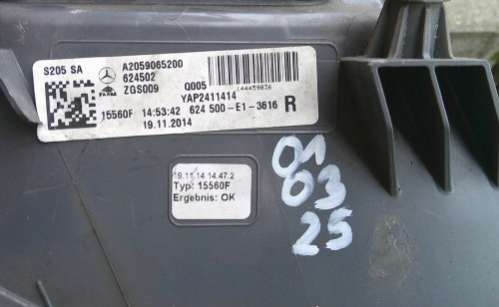 S205 SA
A2059065200
624502
ZGS009
Q005
YAP2411414
15560F 14:53:42 624 500-E1-3616 R
19.11.2014
19.11.14 14.47.2
Typ: 15560F
Ergebnis: OK
01
03
25